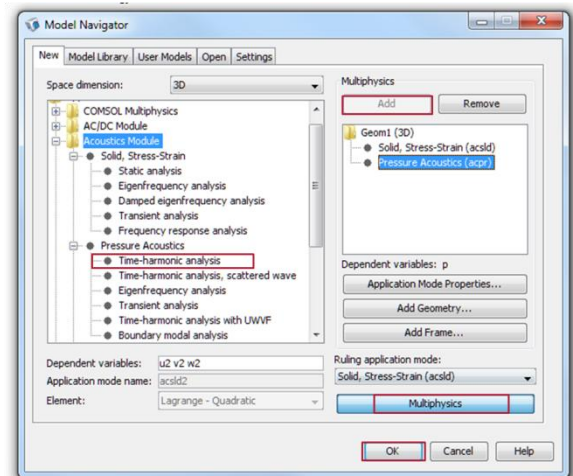 Model Navigator
New Model Library User Models Open Settings
Space dimension: 3D
COMSOL Multiphysics
AC/DC Module
Acoustics Module
Solid, Stress-Strain
Static analysis
Eigenfrequency analysis
Damped eigenfrequency analysis
Transient analysis
Frequency response analysis
Pressure Acoustics
Time-harmonic analysis
Time-harmonic analysis, scattered wave
Eigenfrequency analysis
Transient analysis
Time-harmonic analysis with UWVF
Boundary modal analysis
Dependent variables: u2 v2 w2
Application mode name: acsld2
Element: Lagrange - Quadratic
Multiphysics
Add Remove
Geom1 (3D)
Solid, Stress-Strain (acsld)
Pressure Acoustics (acpr)
Dependent variables: p
Application Mode Properties...
Add Geometry...
Add Frame...
Ruling application mode:
Solid, Stress-Strain (acsld)
Multiphysics
OK Cancel Help